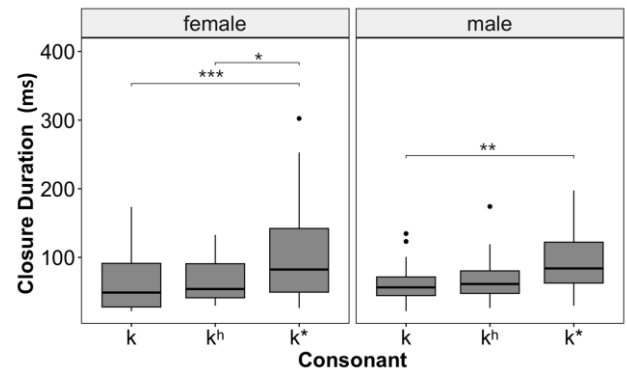 female male
400
300
200
100
Closure Duration (ms)
*
***
**
k kʰ k* k kʰ k*
Consonant